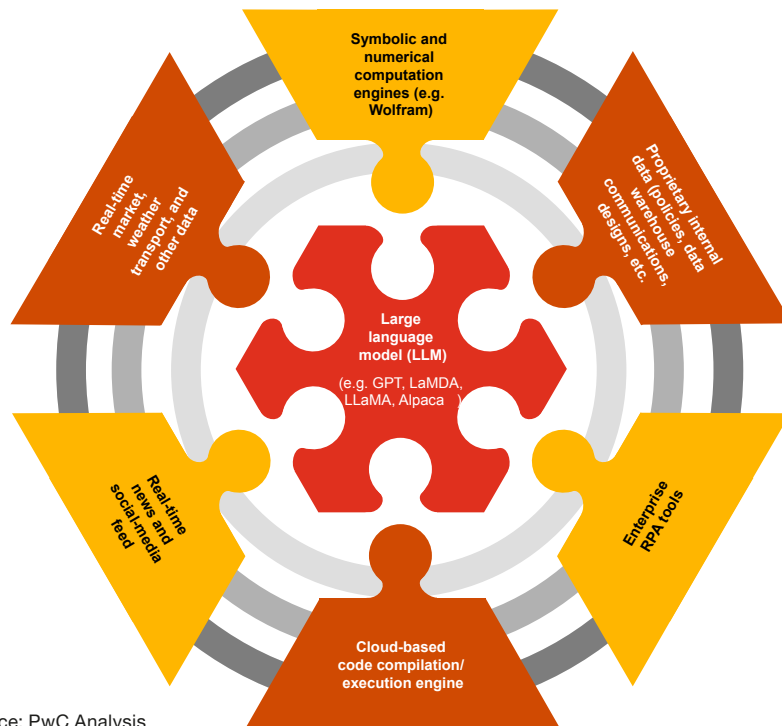 Symbolic and
numerical
computation
engines (e.g.
Wolfram)
Real-time
market,
weather
transport, and
other data
Proprietary internal
data (policies, data
warehouse
communications,
designs, etc.
Large
language
model (LLM)
(e.g. GPT, LaMDA,
LLaMA, Alpaca )
Real-time
news and
social-media
feed
Enterprise
RPA tools
Cloud-based
code compilation/
execution engine
ce: PwC Analysis